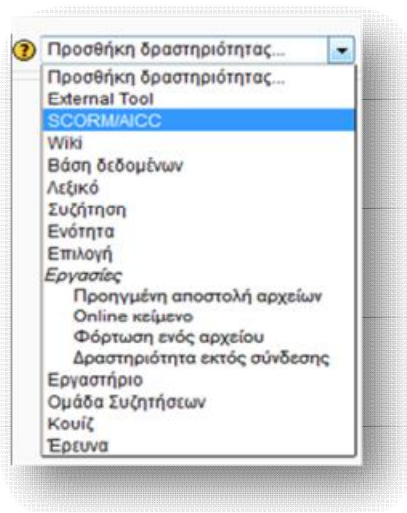 Προσθήκη δραστηριότητας...
Προσθήκη δραστηριότητας...
External Tool
SCORM/AICC
Wiki
Βάση δεδομένων
Λεξικό
Συζήτηση
Ενότητα
Επιλογή
Εργασίες
Προηγμένη αποστολή αρχείων
Online κείμενο
Φόρτωση ενός αρχείου
Δραστηριότητα εκτός σύνδεσης
Εργαστήριο
Ομάδα Συζητήσεων
Κουίζ
Έρευνα